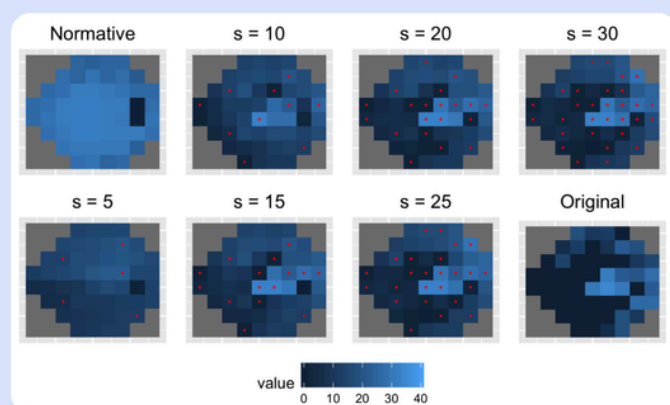 Normative
s = 10
s = 20
s = 30
s = 5
s = 15
s = 25
Original
value
0 10 20 30 40